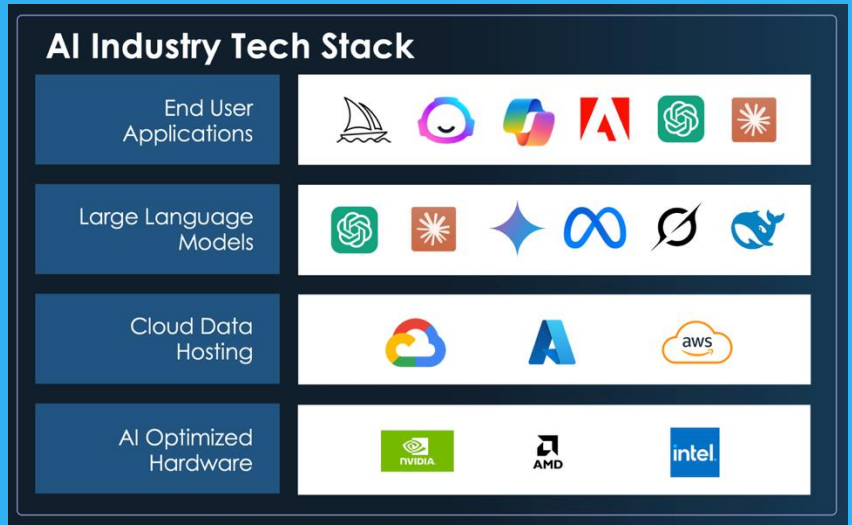 AI Industry Tech Stack
End User
Applications
Large Language
Models
Cloud Data
Hosting
aws
AI Optimized
Hardware
NVIDIA
AMD
intel